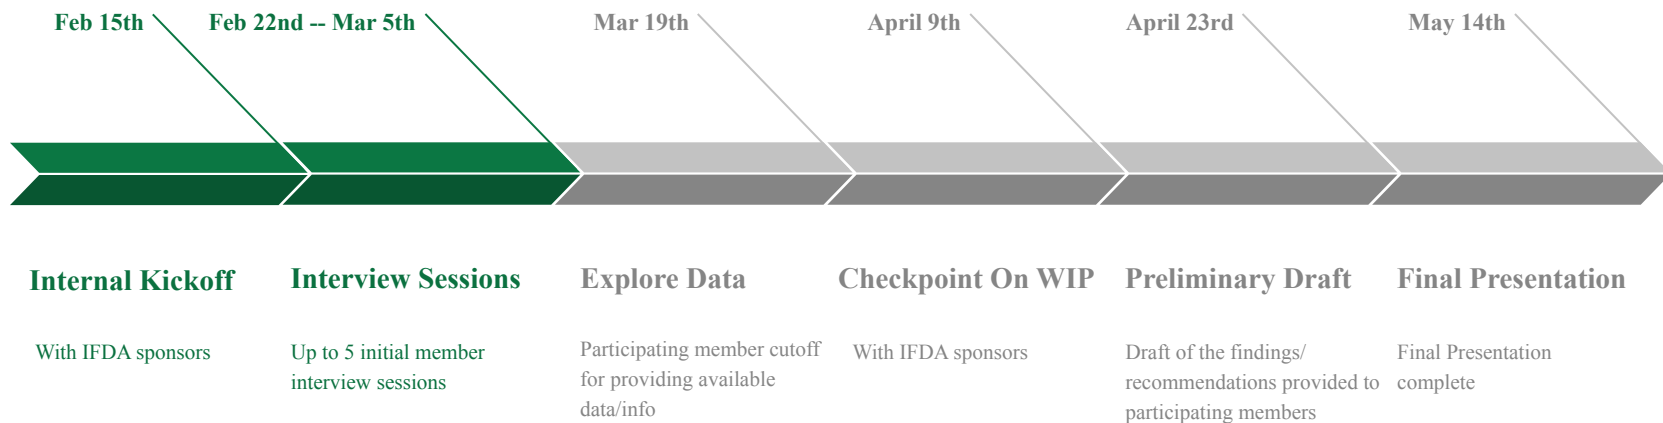 Feb 15th
Feb 22nd -- Mar 5th
Mar 19th
April 9th
April 23rd
May 14th
Internal Kickoff
Interview Sessions
Explore Data
Checkpoint On WIP
Preliminary Draft
Final Presentation
With IFDA sponsors
Up to 5 initial member
interview sessions
Participating member cutoff
for providing available
data/info
With IFDA sponsors
Draft of the findings/
recommendations provided to
participating members
Final Presentation
complete